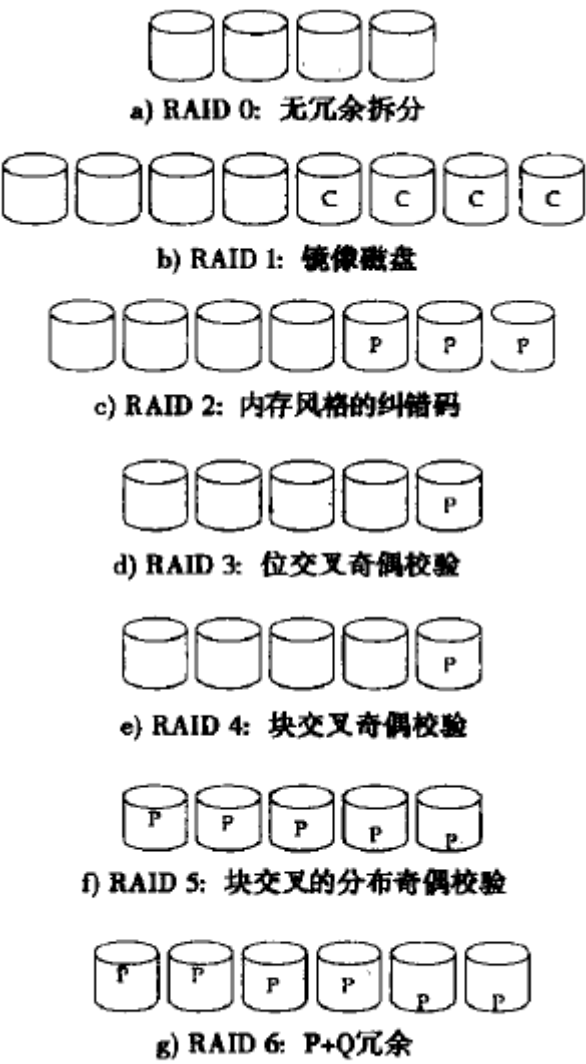 a) RAID 0: 无冗余拆分
C C C C
b) RAID 1: 镜像磁盘
P P P
c) RAID 2: 内存风格的纠错码
P
d) RAID 3: 位交叉奇偶校验
P
e) RAID 4: 块交叉奇偶校验
P P P P P
f) RAID 5: 块交叉的分布奇偶校验
P P P P P P
g) RAID 6: P+Q冗余